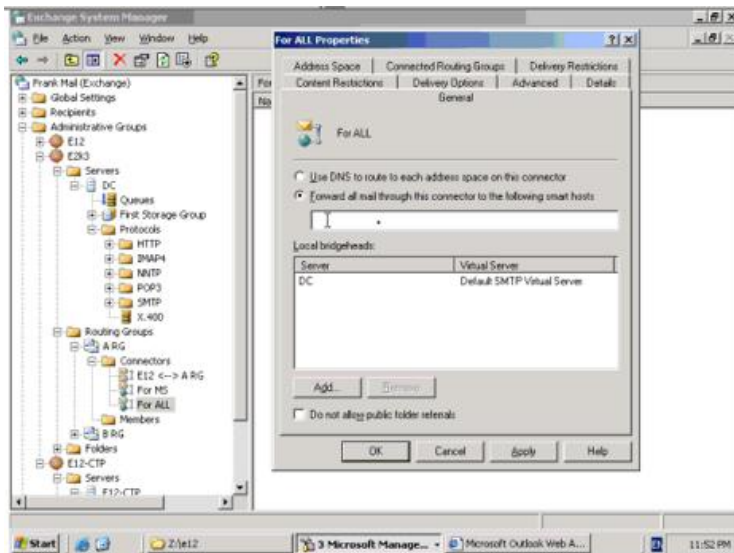 Exchange System Manager
File Action View Window Help
Prank Mail (Exchange)
Global Settings
Recipients
Administrative Groups
E12
E2k3
Servers
DC
Queues
First Storage Group
Protocols
HTTP
IMAP4
NNTP
POP3
SMTP
X.400
Routing Groups
A RG
Connectors
E12 <--> A RG
For MS
For ALL
Members
B RG
Folders
E12-CTP
Servers
E12-CTP
For ALL Properties
Address Space Connected Routing Groups Delivery Restrictions
Content Restrictions Delivery Options Advanced Details
General
For ALL
Use DNS to route to each address space on this connector
Forward all mail through this connector to the following smart hosts
Local bridgeheads:
Server Virtual Server
DC Default SMTP Virtual Server
Add... Remove
Do not allow public folder referrals
OK Cancel Apply Help
Start Z:\e12 3 Microsoft Manage... Microsoft Outlook Web A... 11:52 PM